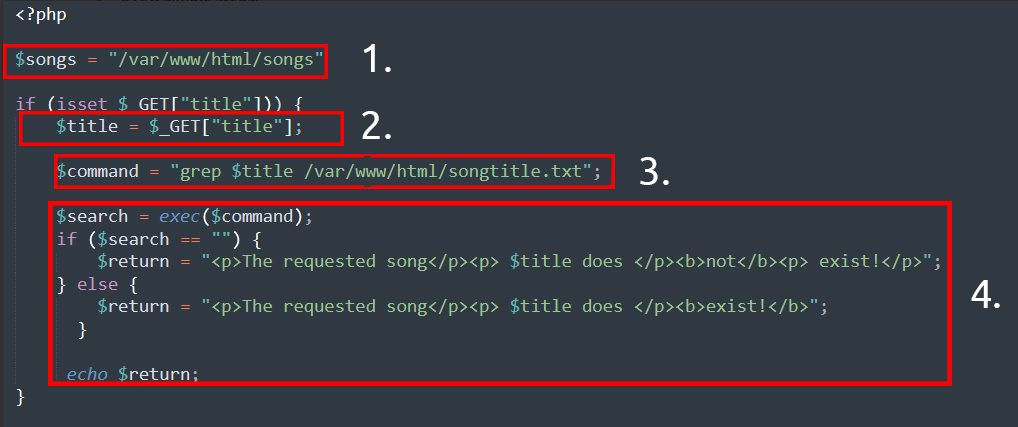 <?php
$songs = "/var/www/html/songs"
1.
if (isset $_GET["title"])) {
$title = $_GET["title"];
2.
$command = "grep $title /var/www/html/songtitle.txt";
3.
$search = exec($command);
if ($search == "") {
$return = "<p>The requested song</p><p> $title does </p><b>not</b><p> exist!</p>";
} else {
$return = "<p>The requested song</p><p> $title does </p><b>exist!</b>";
4.
}
echo $return;
}